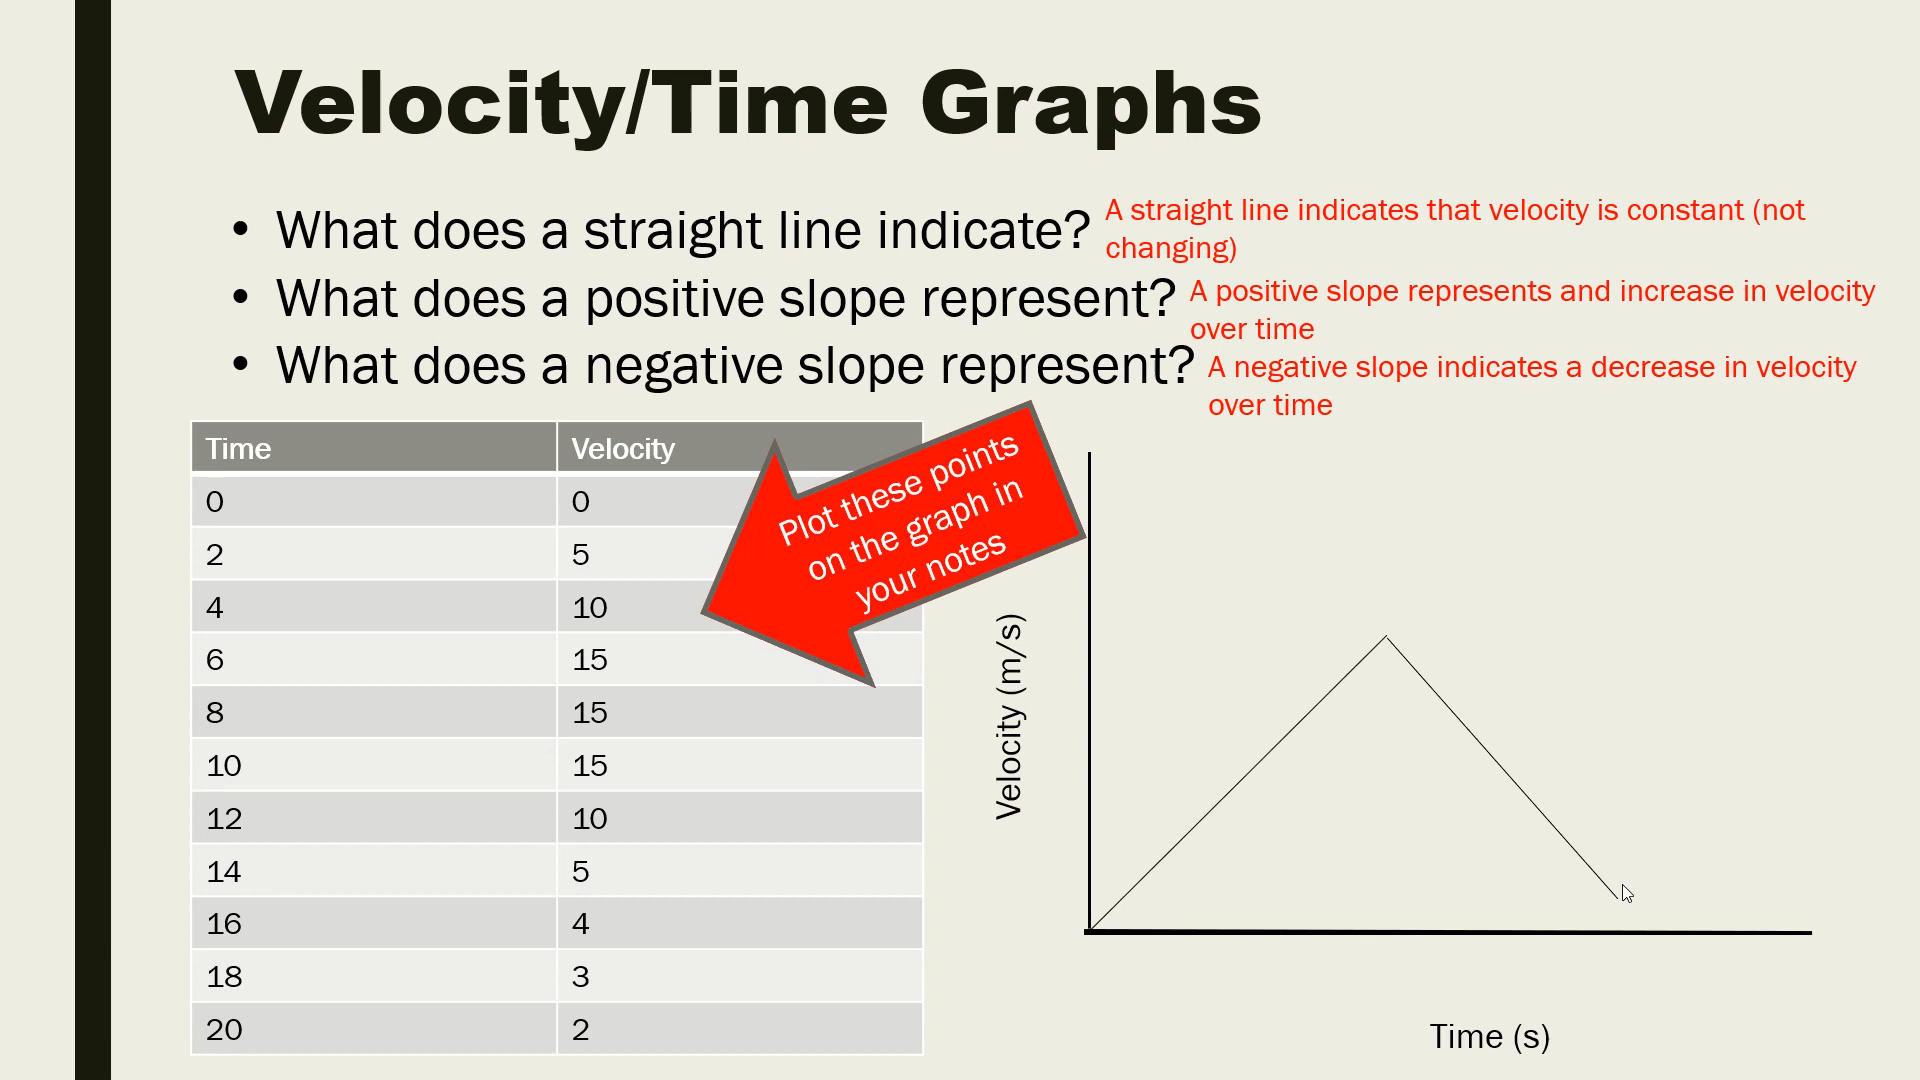 Velocity/Time Graphs
• What does a straight line indicate?
A straight line indicates that velocity is constant (not
changing)
• What does a positive slope represent?
A positive slope represents and increase in velocity
over time
• What does a negative slope represent?
A negative slope indicates a decrease in velocity
over time
Time Velocity
0 0
2 5
4 10
6 15
8 15
10 15
12 10
14 5
16 4
18 3
20 2
Plot these points
on the graph in
your notes
Velocity (m/s)
Time (s)